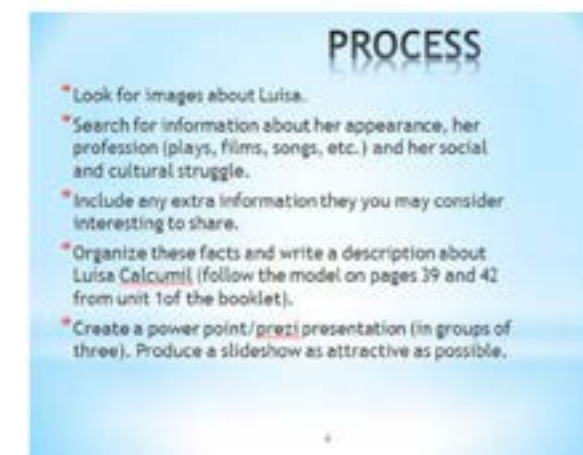 PROCESS
*Look for images about Luisa.
*Search for information about her appearance, her
profession (plays, films, songs, etc.) and her social
and cultural struggle.
*Include any extra information they you may consider
interesting to share.
*Organize these facts and write a description about
Luisa Calcumil (follow the model on pages 39 and 42
from unit 1of the booklet).
*Create a power point/prezi presentation (in groups of
three). Produce a slideshow as attractive as possible.